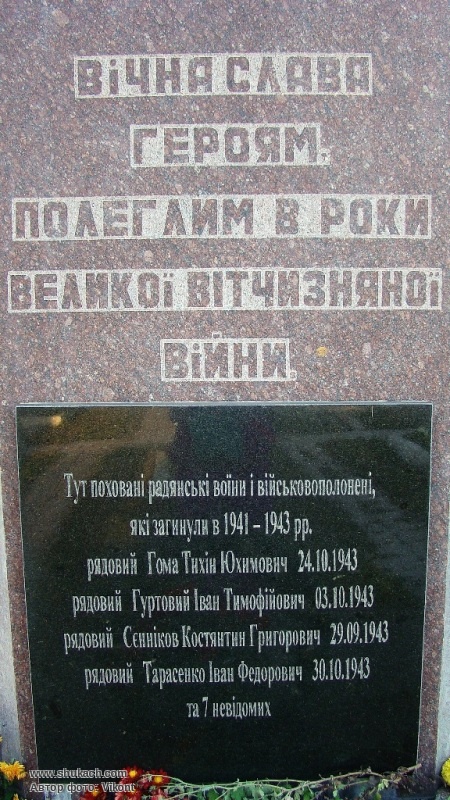 ВІЧНА СЛАВА
ГЕРОЯМ,
ПОЛЕГЛИМ В РОКИ
ВЕЛИКОЇ ВІТЧИЗНЯНОЇ
ВІЙНИ.
Тут поховані радянські воїни і військовополонені,
які загинули в 1941 – 1943 рр.
рядовий Гома Тихін Юхимович 24.10.1943
рядовий Гуртовий Іван Тимофійович 03.10.1943
рядовий Сєнніков Костянтин Григорович 29.09.1943
рядовий Тарасенко Іван Федорович 30.10.1943
та 7 невідомих
www.shukach.com
Автор фото: Vikont